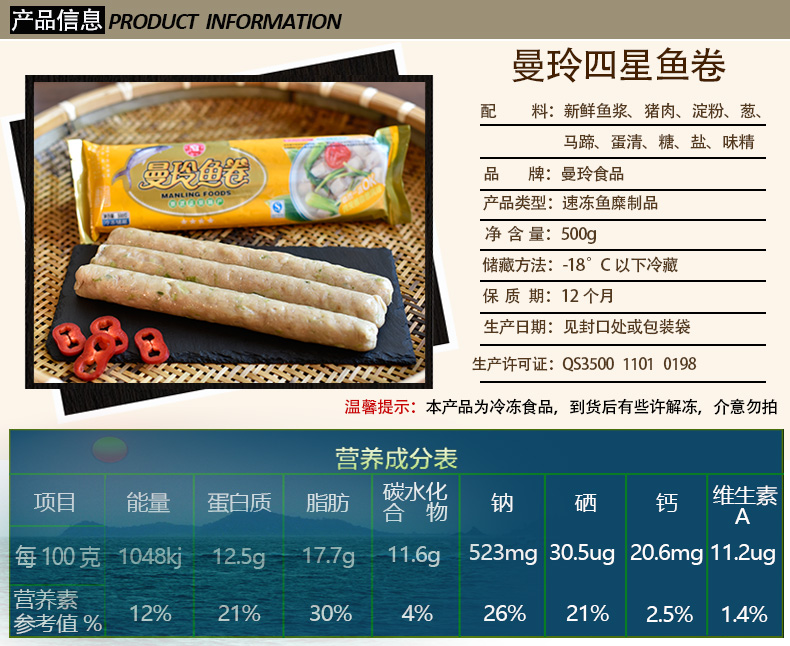 产品信息 PRODUCT INFORMATION
曼玲四星鱼卷
配 料：新鲜鱼浆、猪肉、淀粉、葱、
马蹄、蛋清、糖、盐、味精
品 牌：曼玲食品
产品类型：速冻鱼糜制品
净 含 量：500g
储藏方法：-18°C以下冷藏
保 质 期：12个月
生产日期：见封口处或包装袋
生产许可证：QS3500 1101 0198
曼玲鱼卷
MANLING FOODS
温馨提示：本产品为冷冻食品，到货后有些许解冻，介意勿拍
营养成分表
项目 能量 蛋白质 脂肪 碳水化合 物 钠 硒 钙 维生素A
每100克 1048kj 12.5g 17.7g 11.6g 523mg 30.5ug 20.6mg 11.2ug
营养素参考值% 12% 21% 30% 4% 26% 21% 2.5% 1.4%